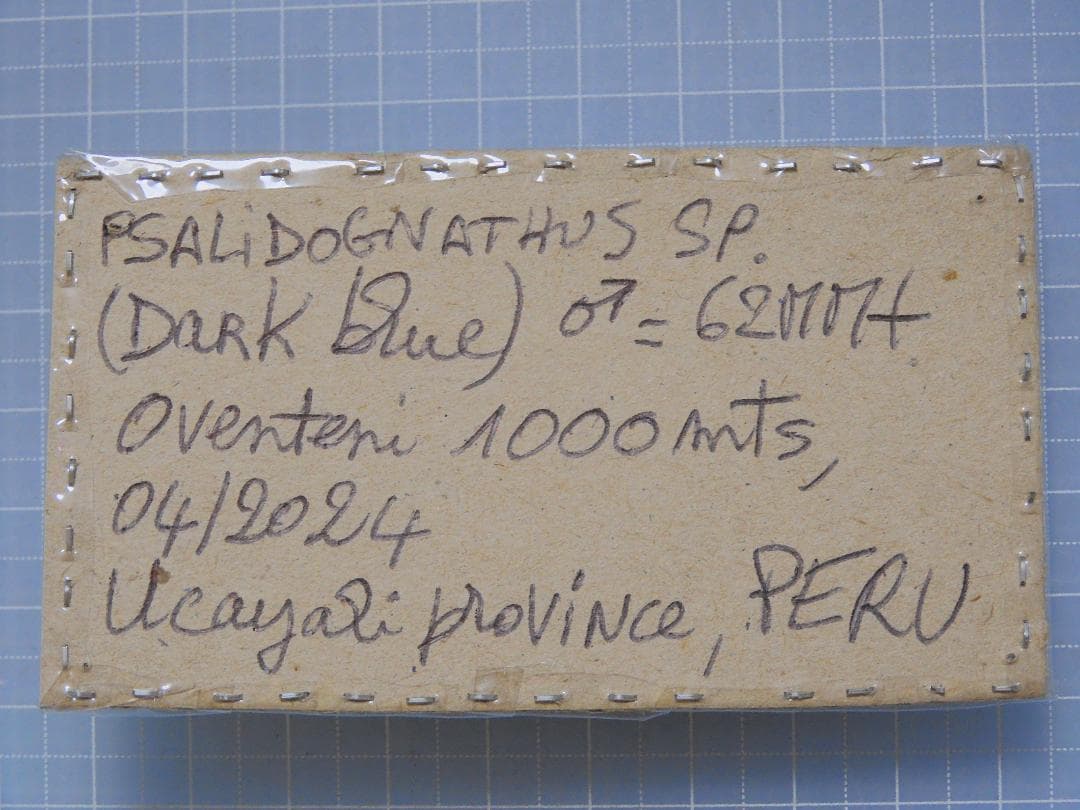 PSALiDOGNATHUS SP.
(Dark blue) ♂ = 62MM+
Oventeni 1000 mts,
04/2024
Ucayali province, PERU